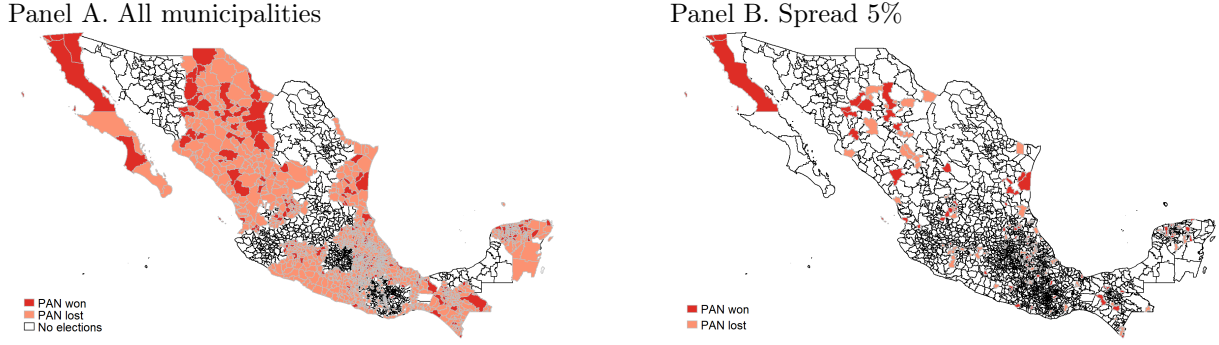 Panel A. All municipalities
PAN won
PAN lost
No elections
Panel B. Spread 5%
PAN won
PAN lost